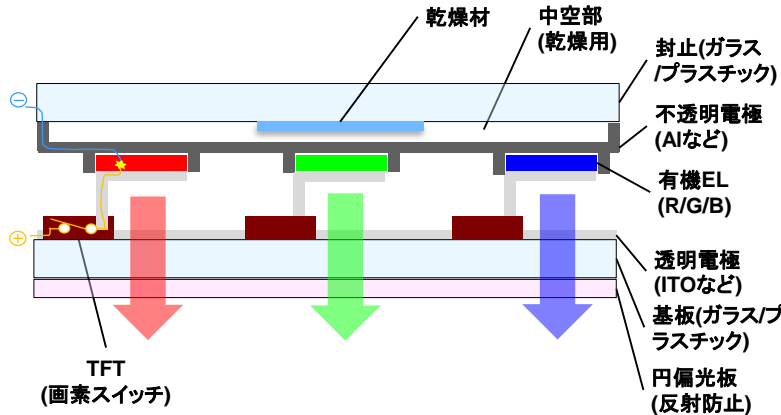 乾燥材
中空部
(乾燥用)
封止(ガラス
/プラスチック)
不透明電極
(Alなど)
有機EL
(R/G/B)
透明電極
(ITOなど)
基板(ガラス/プ
ラスチック)
円偏光板
(反射防止)
TFT
(画素スイッチ)
−
+